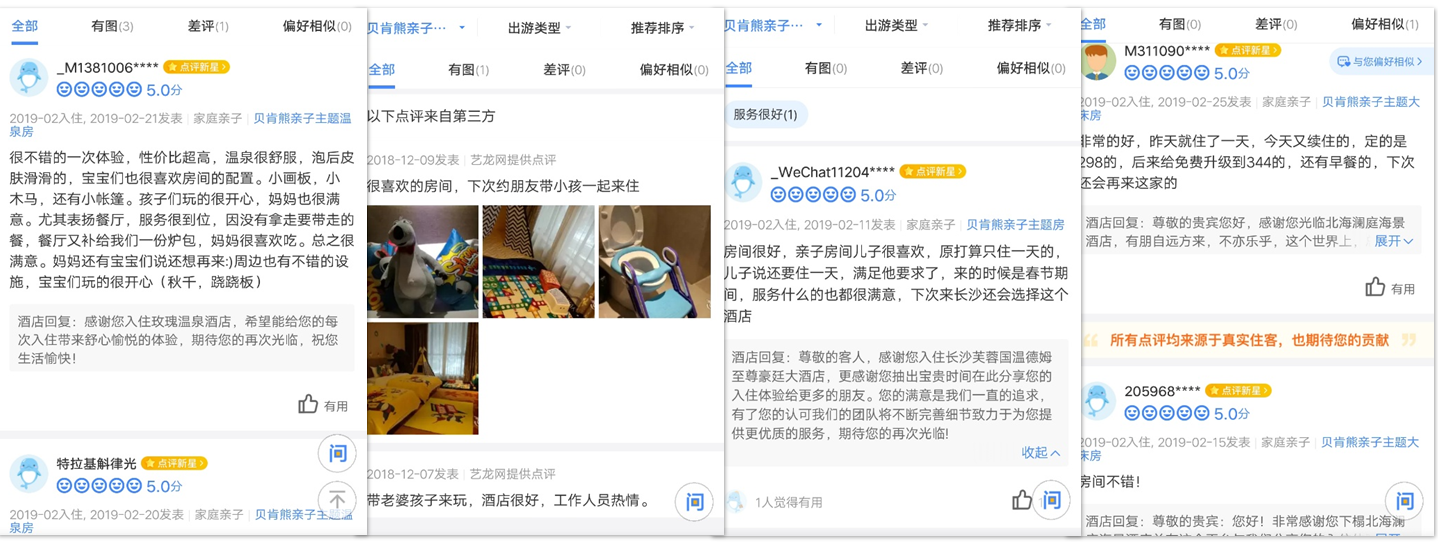 全部 有图(3) 差评(1) 偏好相似(0)
_M1381006**** 点评新星
5.0分
2019-02入住, 2019-02-21发表 家庭亲子 贝肯熊亲子主题温
泉房
很不错的一次体验，性价比超高，温泉很舒服，泡后皮
肤滑滑的，宝宝们也很喜欢房间的配置。小画板，小
木马，还有小帐篷。孩子们玩的很开心，妈妈也很满
意。尤其表扬餐厅，服务很到位，因没有拿走要带走的
餐，餐厅又补给我们一份炉包，妈妈很喜欢吃。总之很
满意。妈妈还有宝宝们说还想再来:)周边也有不错的设
施，宝宝们玩的很开心（秋千，跷跷板）
酒店回复：感谢您入住玫瑰温泉酒店，希望能给您的每
次入住带来舒心愉悦的体验，期待您的再次光临，祝您
生活愉快！
有用
问
特拉基斛律光 点评新星
5.0分
2019-02入住, 2019-02-20发表 家庭亲子 贝肯熊亲子主题温
泉房
贝肯熊亲子… 出游类型 推荐排序
全部 有图(1) 差评(0) 偏好相似(0)
以下点评来自第三方
2018-12-09发表 艺龙网提供点评
很喜欢的房间，下次约朋友带小孩一起来住
2018-12-07发表 艺龙网提供点评
带老婆孩子来玩，酒店很好，工作人员热情。
问
贝肯熊亲子… 出游类型 推荐排序
全部 有图(0) 差评(0) 偏好相似(0)
服务很好(1)
_WeChat11204**** 点评新星
5.0分
2019-02入住, 2019-02-11发表 家庭亲子 贝肯熊亲子主题房
房间很好，亲子房间儿子很喜欢，原打算只住一天的，
儿子说还要住一天，满足他要求了，来的时候是春节期
间，服务什么的也都很满意，下次来长沙还会选择这个
酒店
酒店回复：尊敬的客人，感谢您入住长沙芙蓉国温德姆
至尊豪廷大酒店，更感谢您抽出宝贵时间在此分享您的
入住体验给更多的朋友。您的满意是我们一直的追求，
有了您的认可我们的团队将不断完善细节致力于为您提
供更优质的服务，期待您的再次光临!
收起
1人觉得有用
问
全部 有图(0) 差评(0) 偏好相似(1)
M311090**** 点评新星
5.0分
与您偏好相似
2019-02入住, 2019-02-25发表 家庭亲子 贝肯熊亲子主题大
床房
非常的好，昨天就住了一天，今天又续住的，定的是
298的，后来给免费升级到344的，还有早餐的，下次
还会再来这家的
酒店回复：尊敬的贵宾您好，感谢您光临北海澜庭海景
酒店，有朋自远方来，不亦乐乎，这个世界上， 展开
有用
所有点评均来源于真实住客，也期待您的贡献
205968**** 点评新星
5.0分
2019-02入住, 2019-02-15发表 家庭亲子 贝肯熊亲子主题大
床房
房间不错！
问
酒店回复：尊敬的贵宾：您好！非常感谢您下榻北海澜